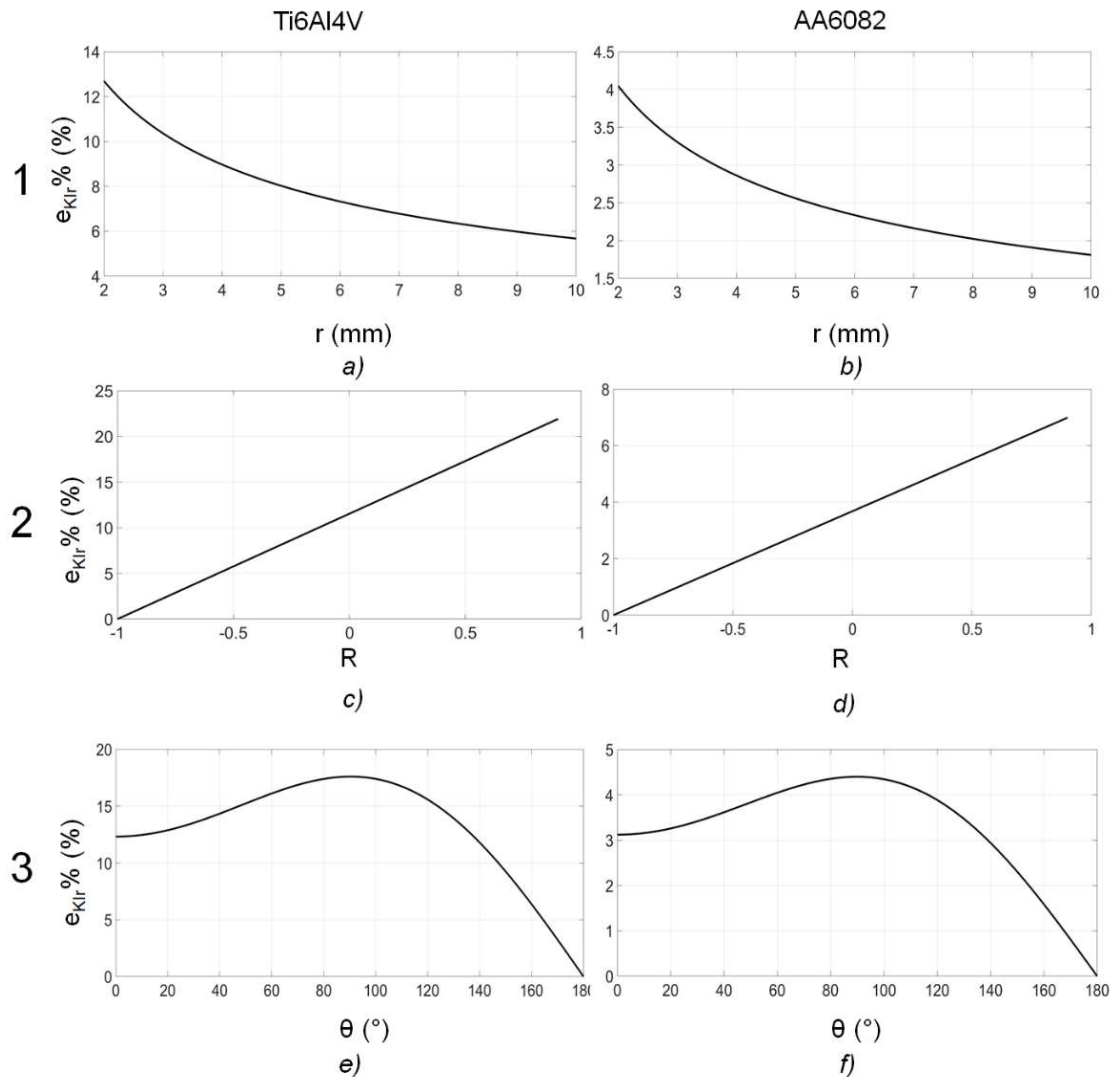 Ti6Al4V
AA6082
1
e_KIr% (%)
14
12
10
8
6
4
2 3 4 5 6 7 8 9 10
r (mm)
a)
4.5
4
3.5
3
2.5
2
1.5
2 3 4 5 6 7 8 9 10
r (mm)
b)
2
e_KIr% (%)
25
20
15
10
5
0
-1 -0.5 0 0.5 1
R
c)
8
6
4
2
0
-1 -0.5 0 0.5 1
R
d)
3
e_KIr% (%)
20
15
10
5
0
0 20 40 60 80 100 120 140 160 18
θ (°)
e)
5
4
3
2
1
0
0 20 40 60 80 100 120 140 160 180
θ (°)
f)